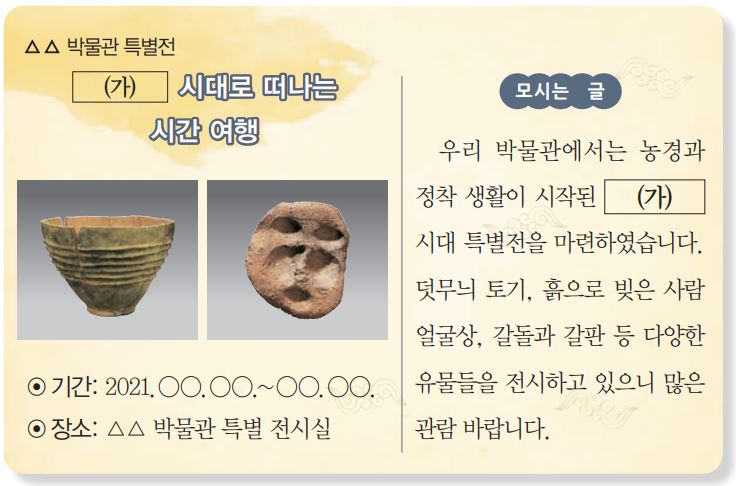 △△ 박물관 특별전
(가) 시대로 떠나는
시간 여행
⊙ 기간: 2021. ○○. ○○.~○○. ○○.
⊙ 장소: △△ 박물관 특별 전시실
모시는 글
우리 박물관에서는 농경과
정착 생활이 시작된 (가)
시대 특별전을 마련하였습니다.
덧무늬 토기, 흙으로 빚은 사람
얼굴상, 갈돌과 갈판 등 다양한
유물들을 전시하고 있으니 많은
관람 바랍니다.